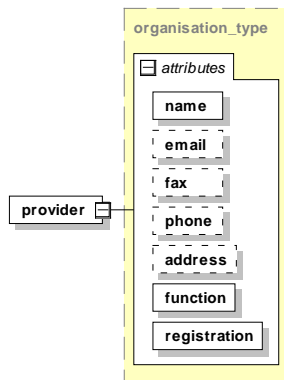 organisation_type
attributes
name
email
fax
provider
phone
address
function
registration